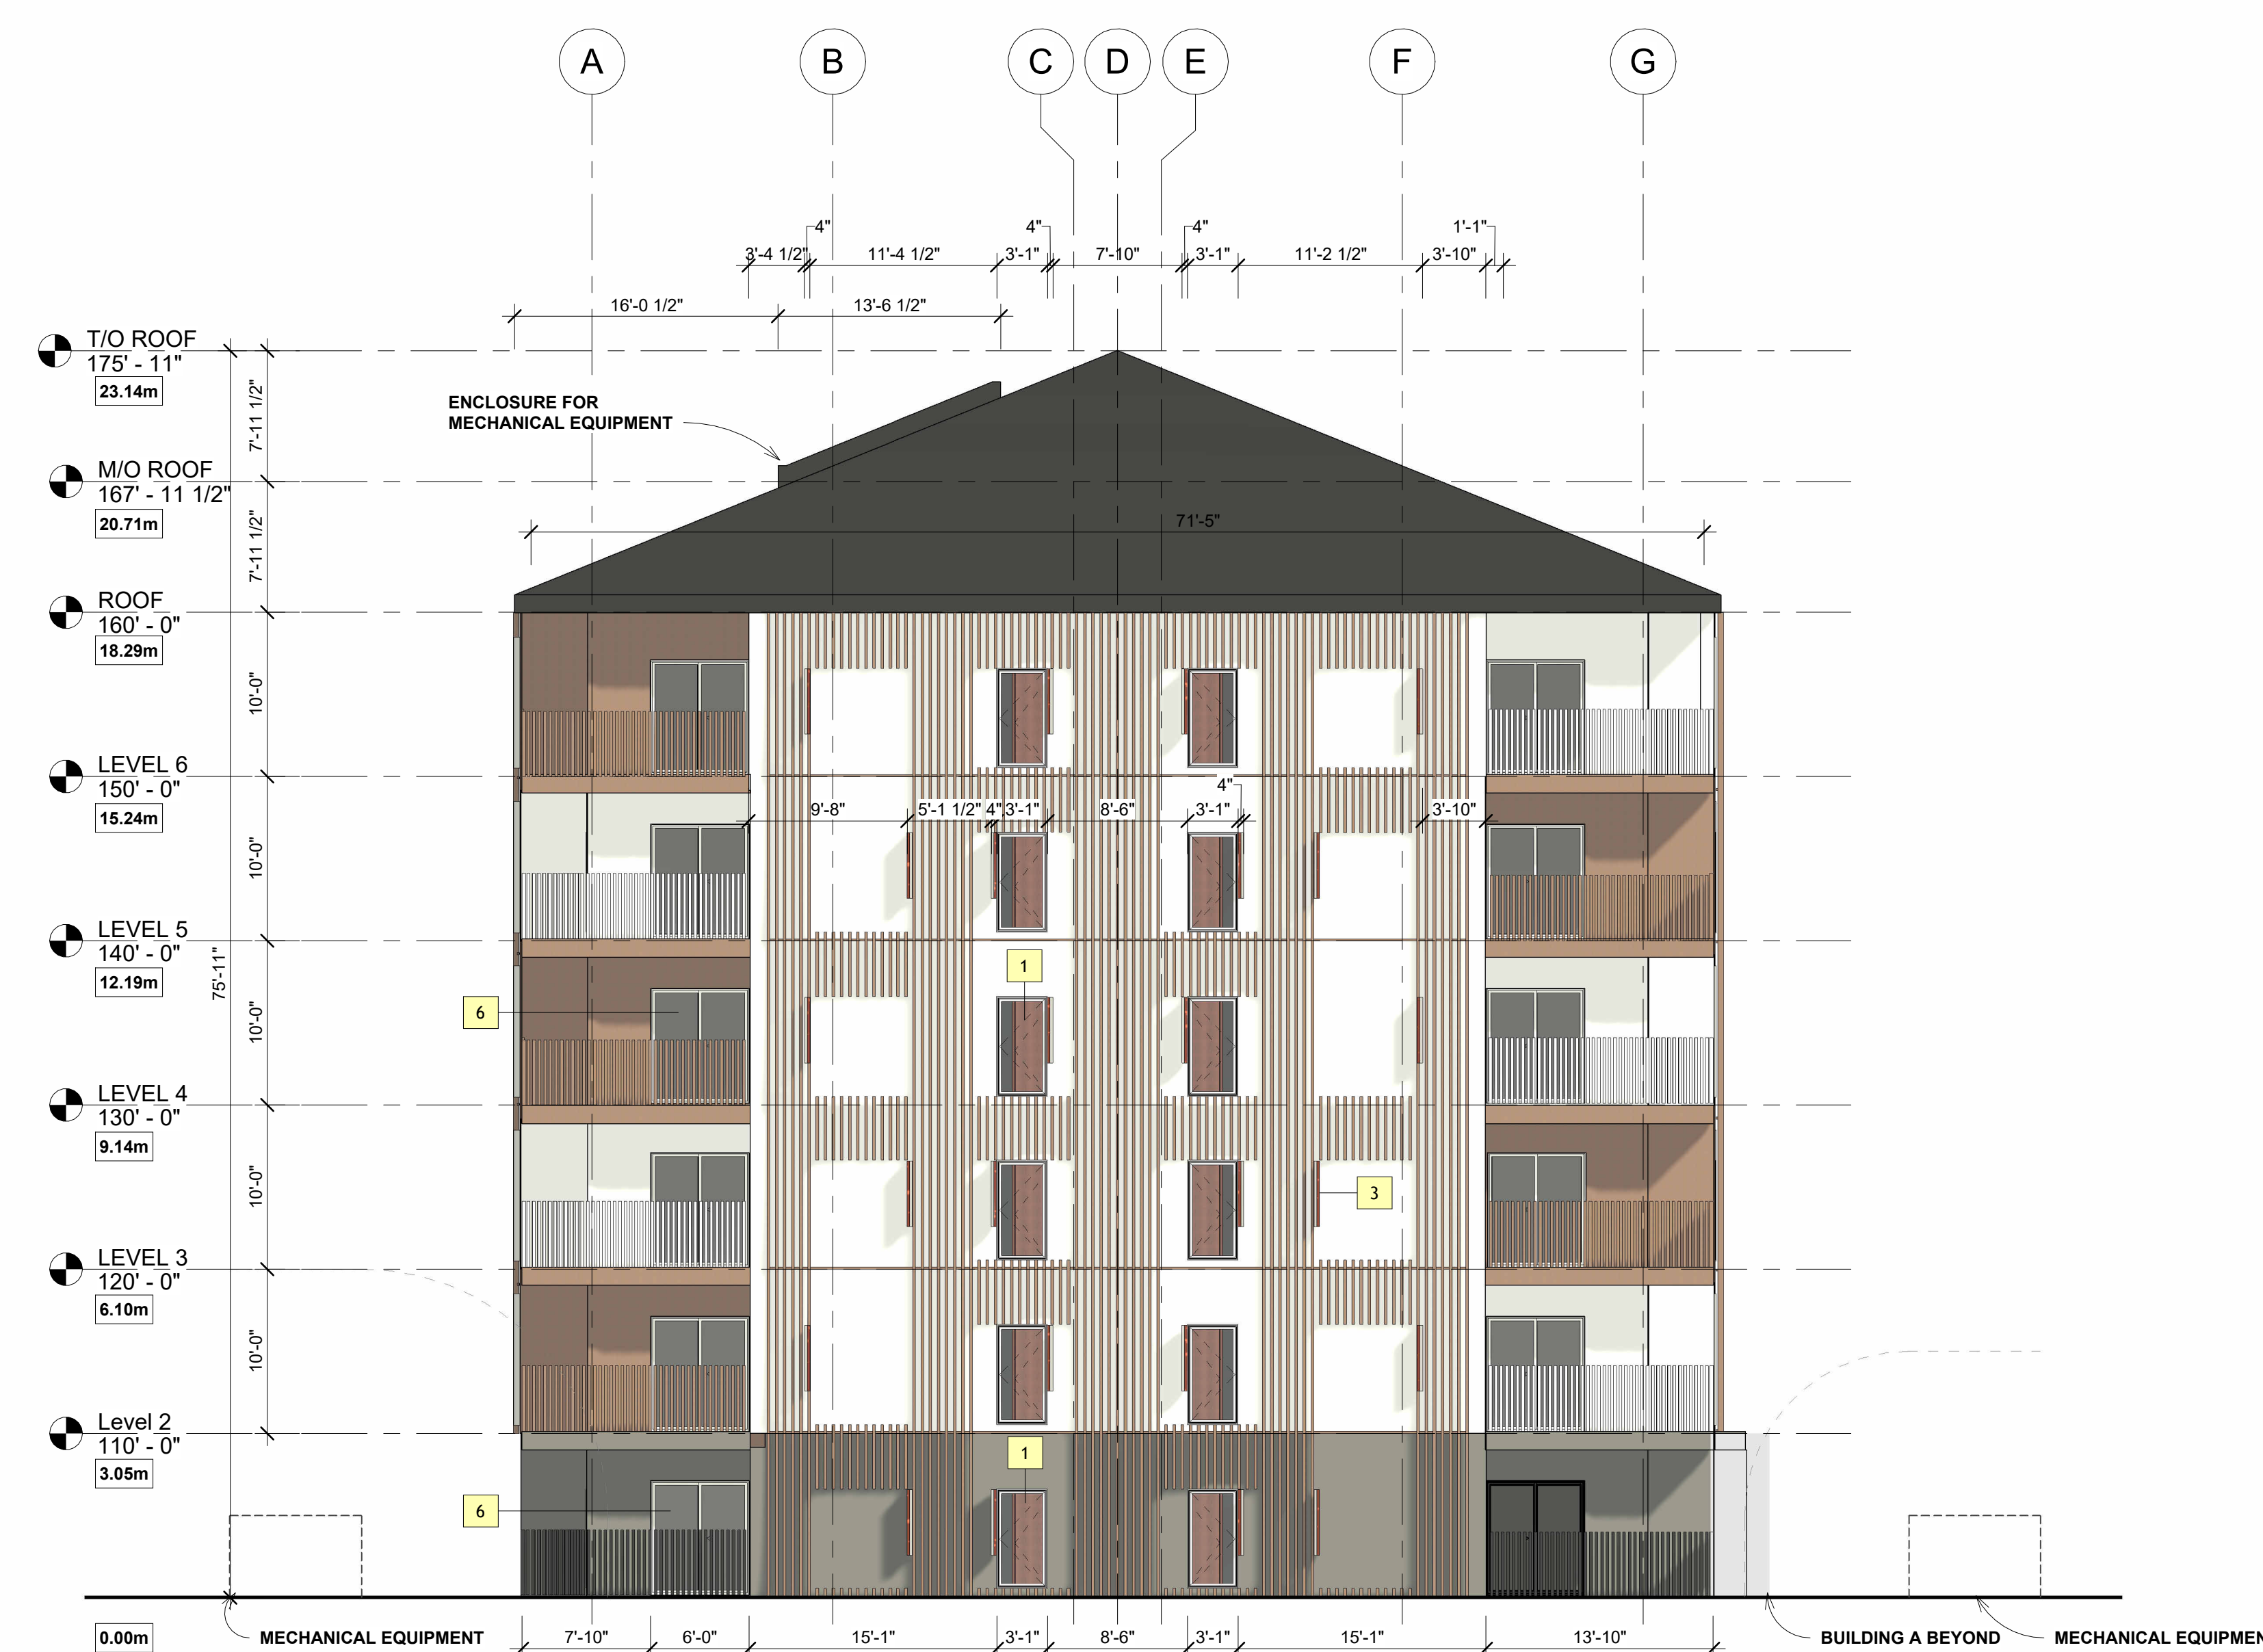 A B C D E F G
4" 4" 4" 1'-1"
3'-4 1/2" 11'-4 1/2" 3'-1" 7'-10" 3'-1" 11'-2 1/2" 3'-10"
16'-0 1/2" 13'-6 1/2"
T/O ROOF
175' - 11"
23.14m
7'-11 1/2"
ENCLOSURE FOR
MECHANICAL EQUIPMENT
M/O ROOF
167' - 11 1/2"
20.71m
71'-5"
7'-11 1/2"
ROOF
160' - 0"
18.29m
10'-0"
LEVEL 6
150' - 0"
15.24m
4"
9'-8" 5'-1 1/2" 4" 3'-1" 8'-6" 3'-1" 3'-10"
10'-0"
LEVEL 5
140' - 0"
12.19m
75'-11"
1
6
10'-0"
LEVEL 4
130' - 0"
9.14m
3
10'-0"
LEVEL 3
120' - 0"
6.10m
10'-0"
Level 2
110' - 0"
3.05m
1
6
0.00m
MECHANICAL EQUIPMENT
7'-10" 6'-0" 15'-1" 3'-1" 8'-6" 3'-1" 15'-1" 13'-10"
BUILDING A BEYOND
MECHANICAL EQUIPMEN